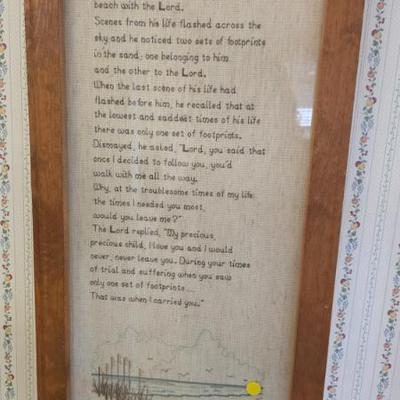 beach with the Lord.
Scenes from his life flashed across the
sky and he noticed two sets of footprints
in the sand; one belonging to him
and the other to the Lord.
When the last scene of his life had
flashed before him, he recalled that at
the lowest and saddest times of his life
there was only one set of footprints.
Dismayed, he asked, "Lord, you said that
once I decided to follow you, you'd
walk with me all the way.
Why, at the troublesome times of my life
the times I needed you most,
would you leave me?"
The Lord replied, "My precious,
precious child, I love you and I would
never, never leave you. During your times
of trial and suffering when you saw
only one set of footprints....
That was when I carried you."